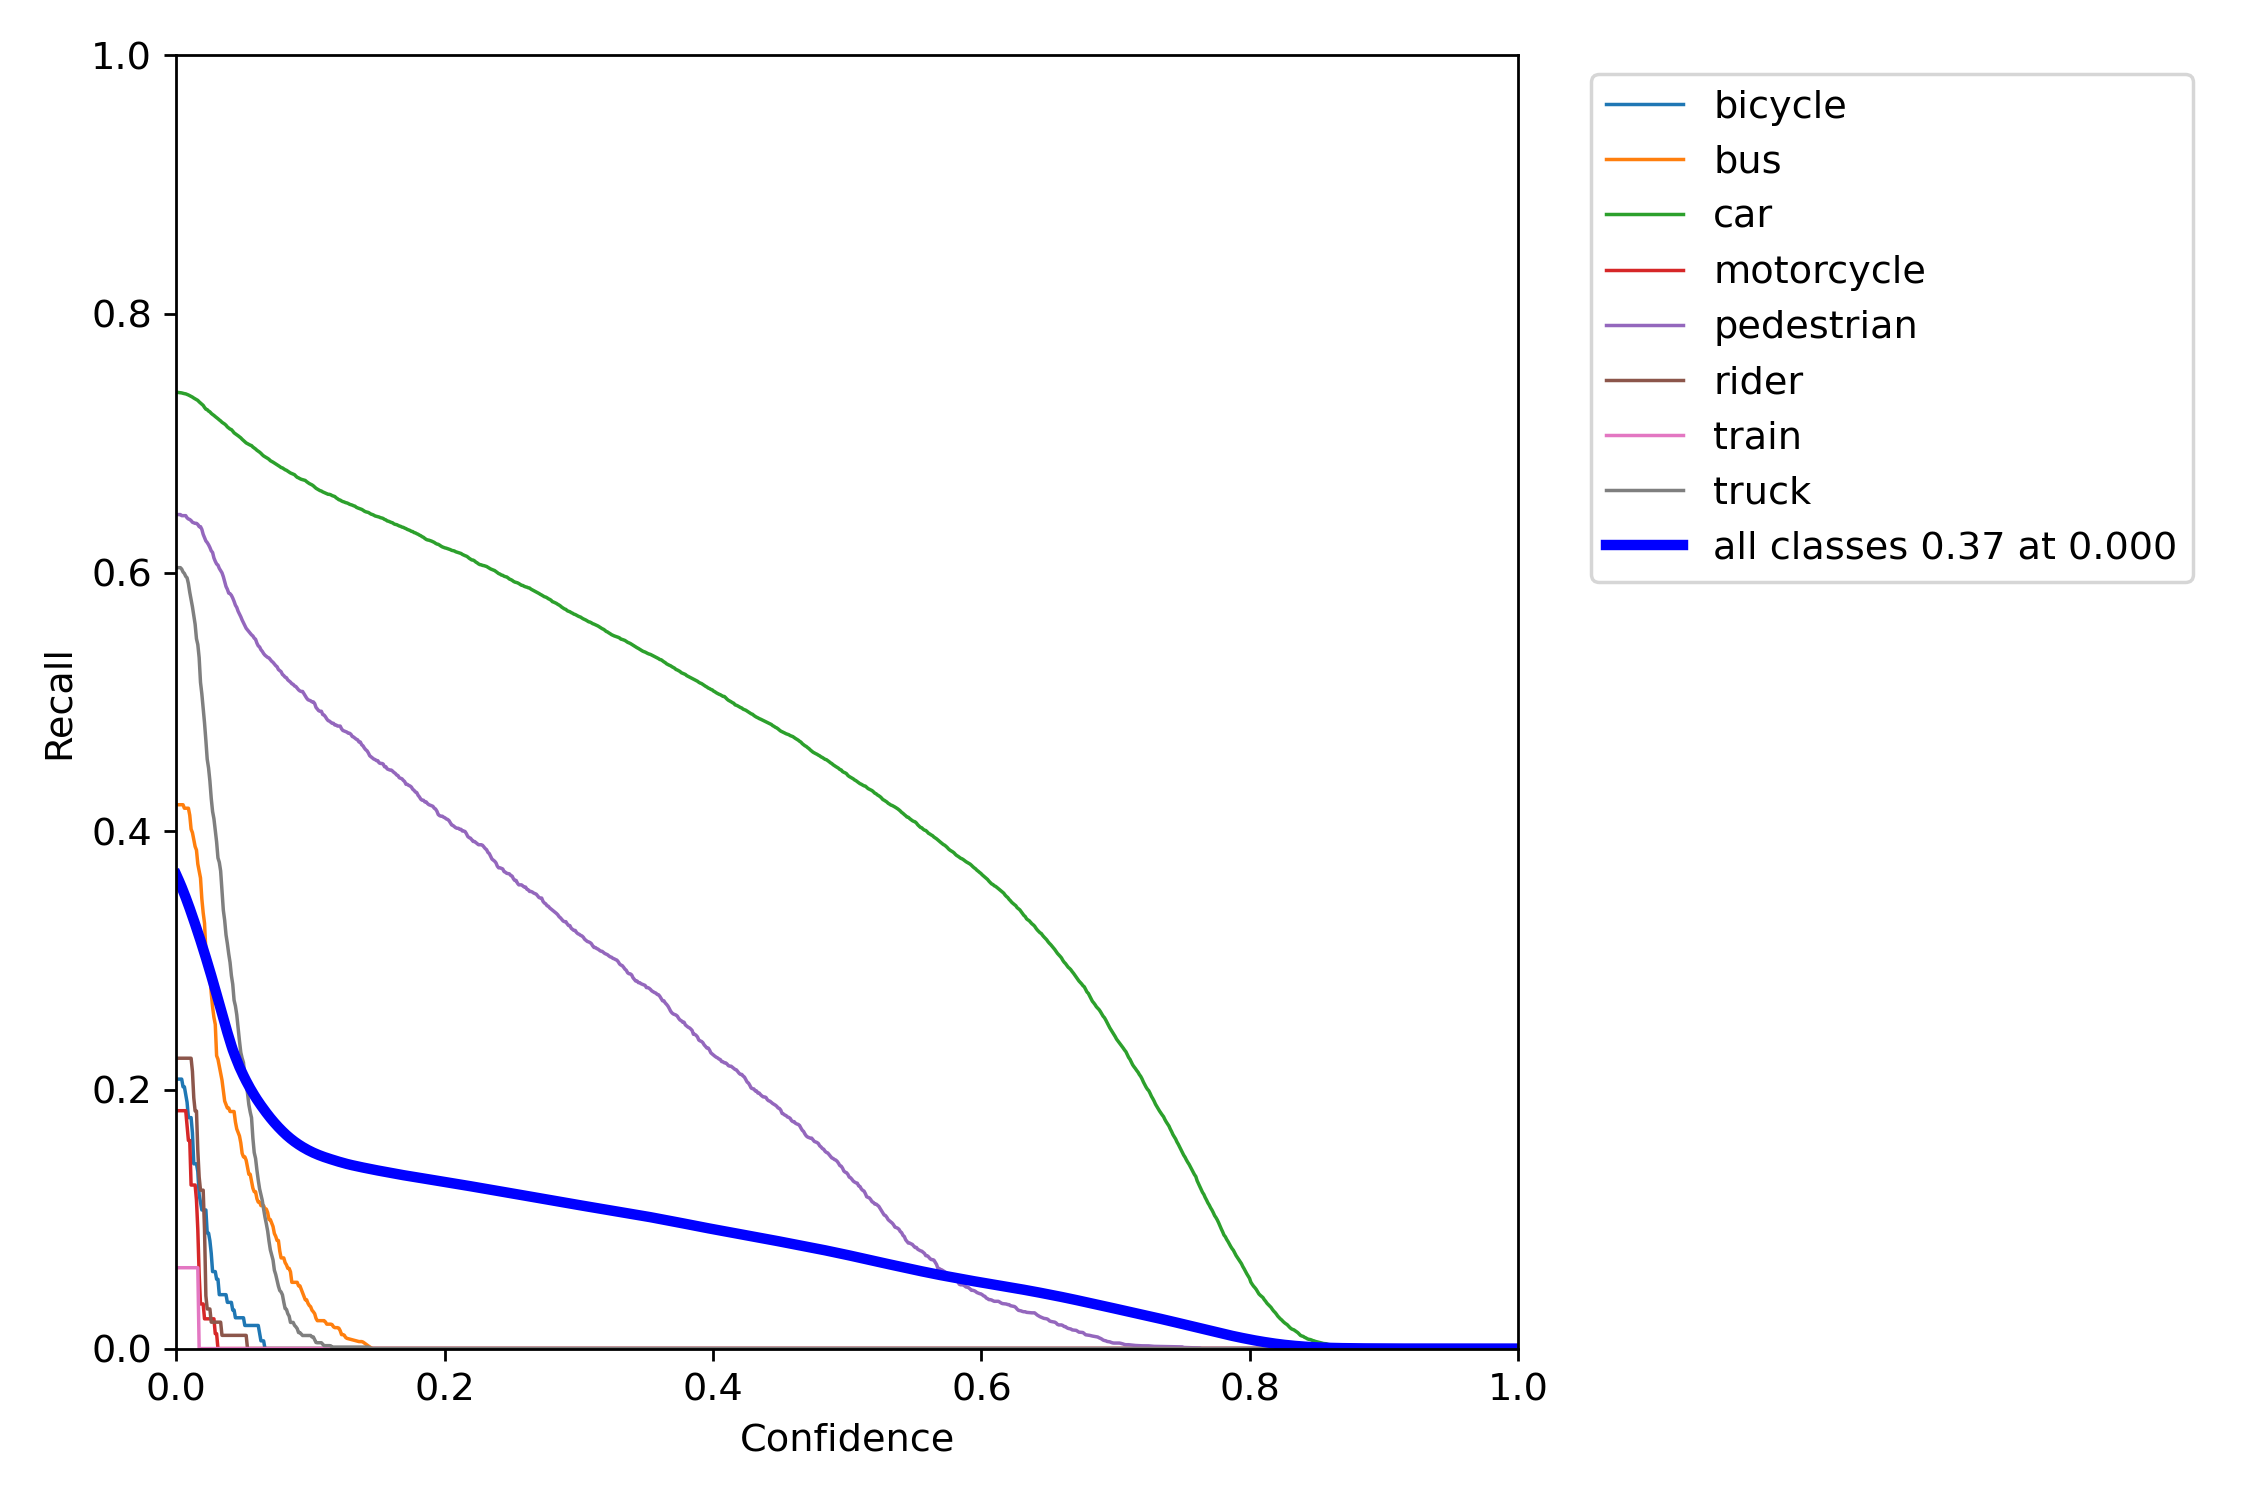 1.0
0.8
0.6
0.4
0.2
0.0
Recall
0.0 0.2 0.4 0.6 0.8 1.0
Confidence
bicycle
bus
car
motorcycle
pedestrian
rider
train
truck
all classes 0.37 at 0.000